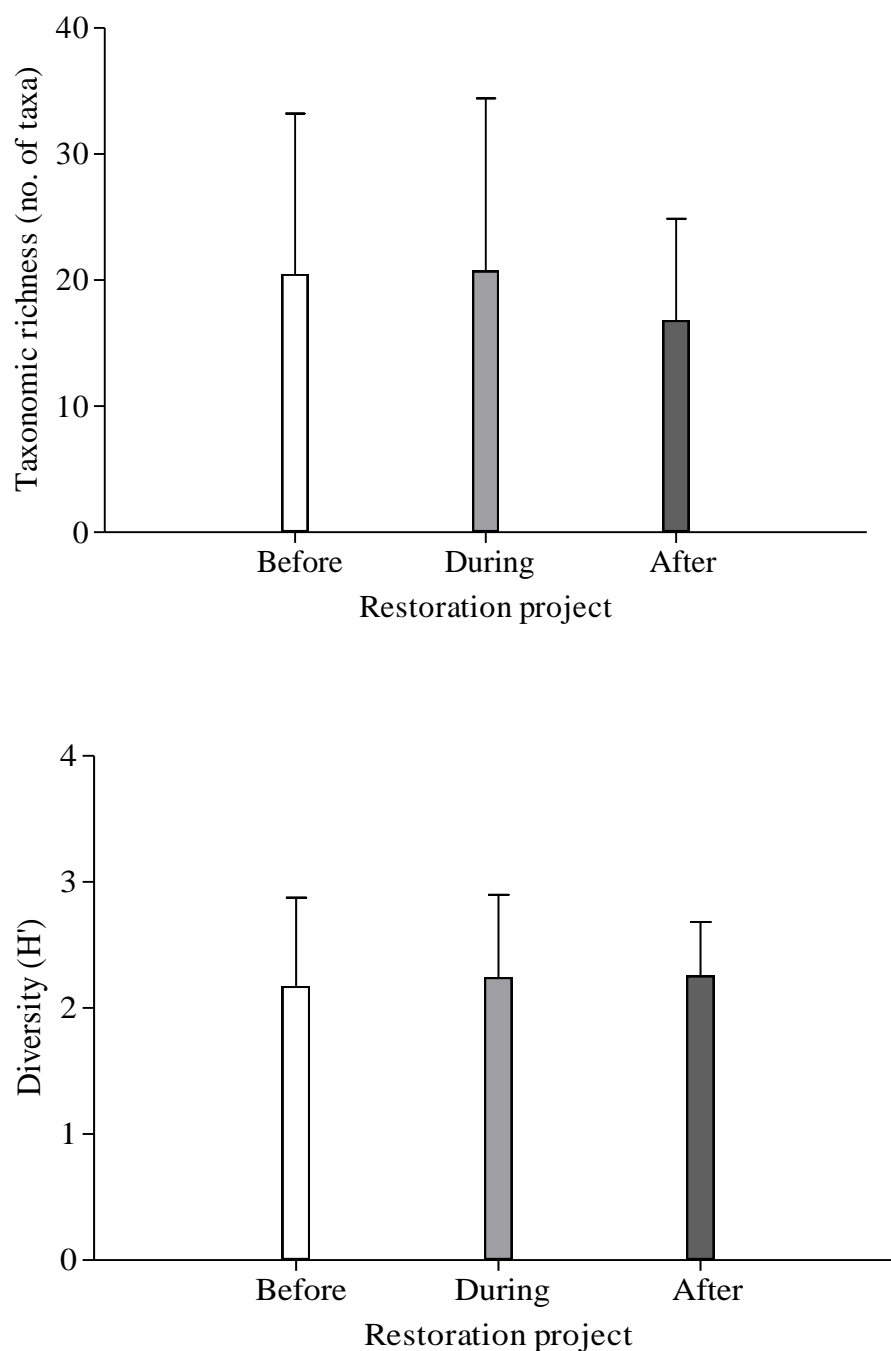 Taxonomic richness (no. of taxa)
40
30
20
10
0
Before During After
Restoration project
Diversity (H')
4
3
2
1
0
Before During After
Restoration project